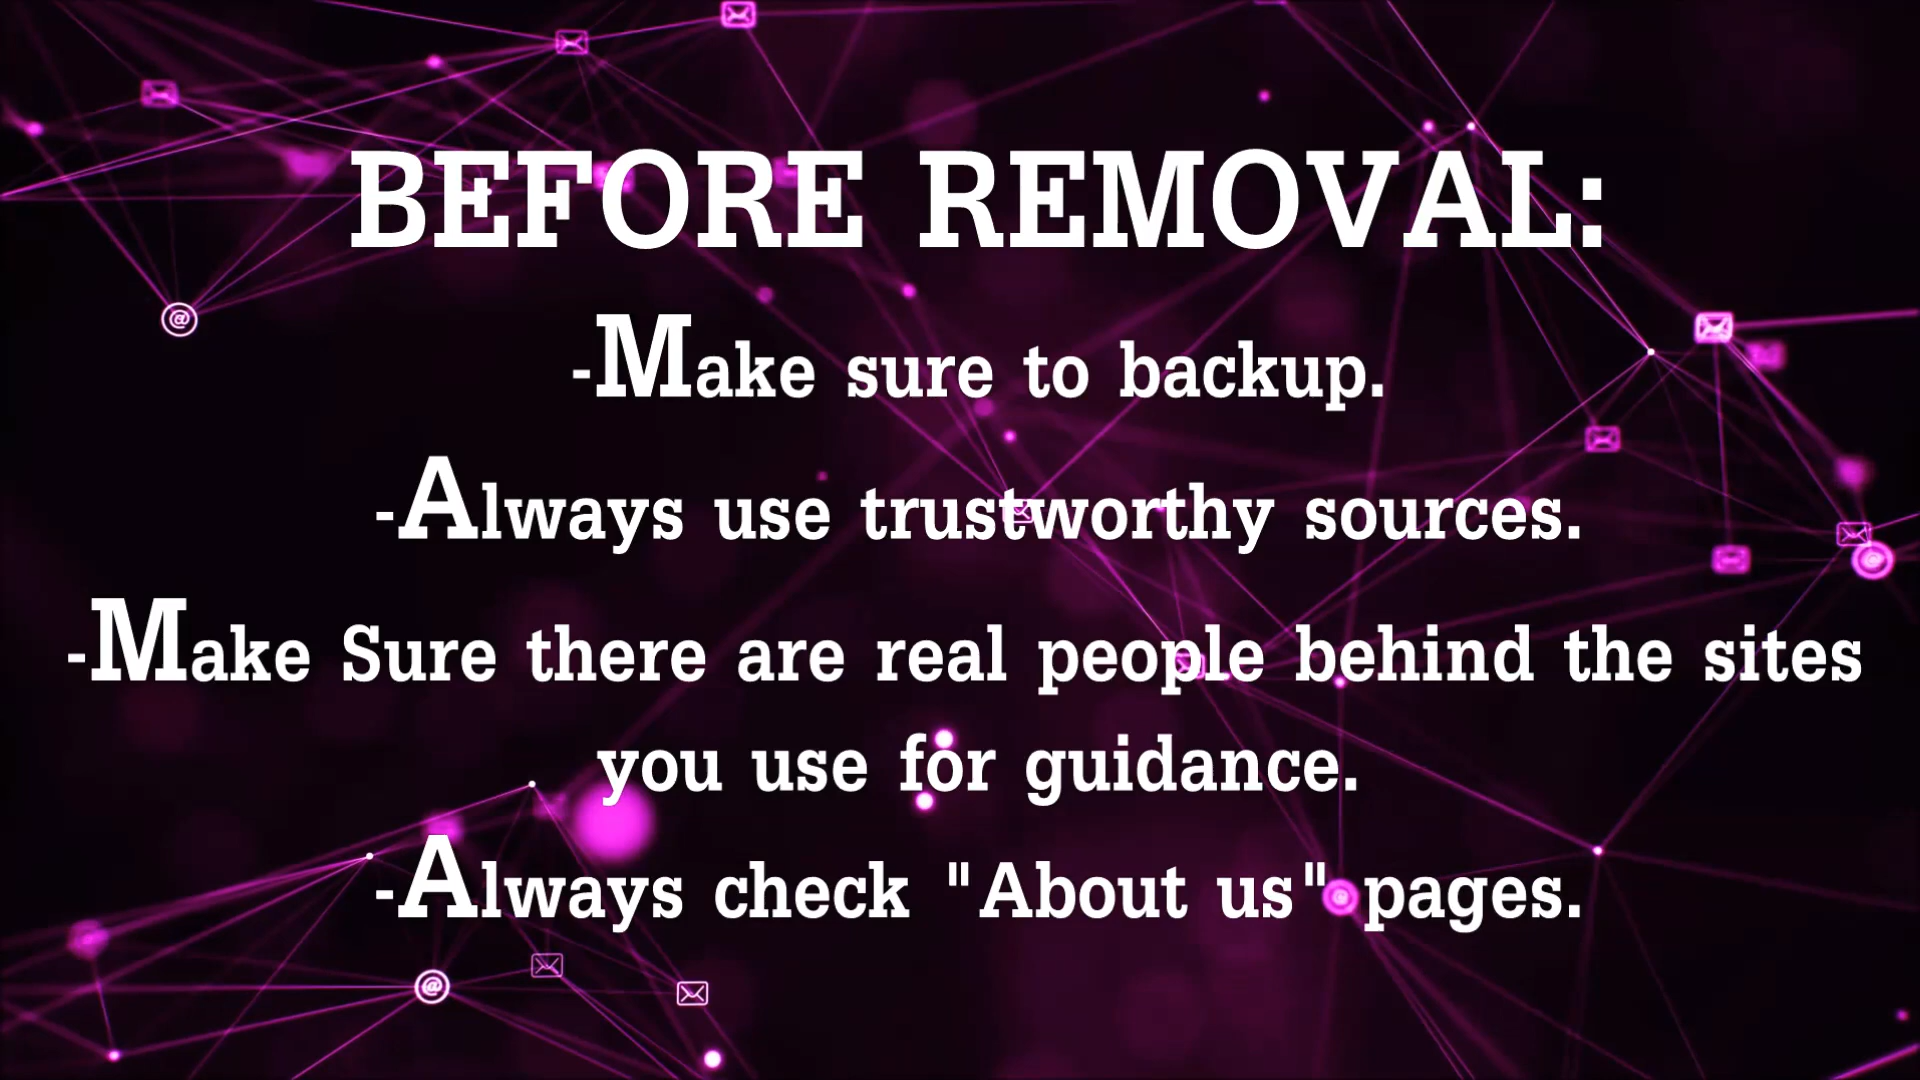 BEFORE REMOVAL:
-Make sure to backup.
-Always use trustworthy sources.
-Make Sure there are real people behind the sites
you use for guidance.
-Always check "About us" pages.